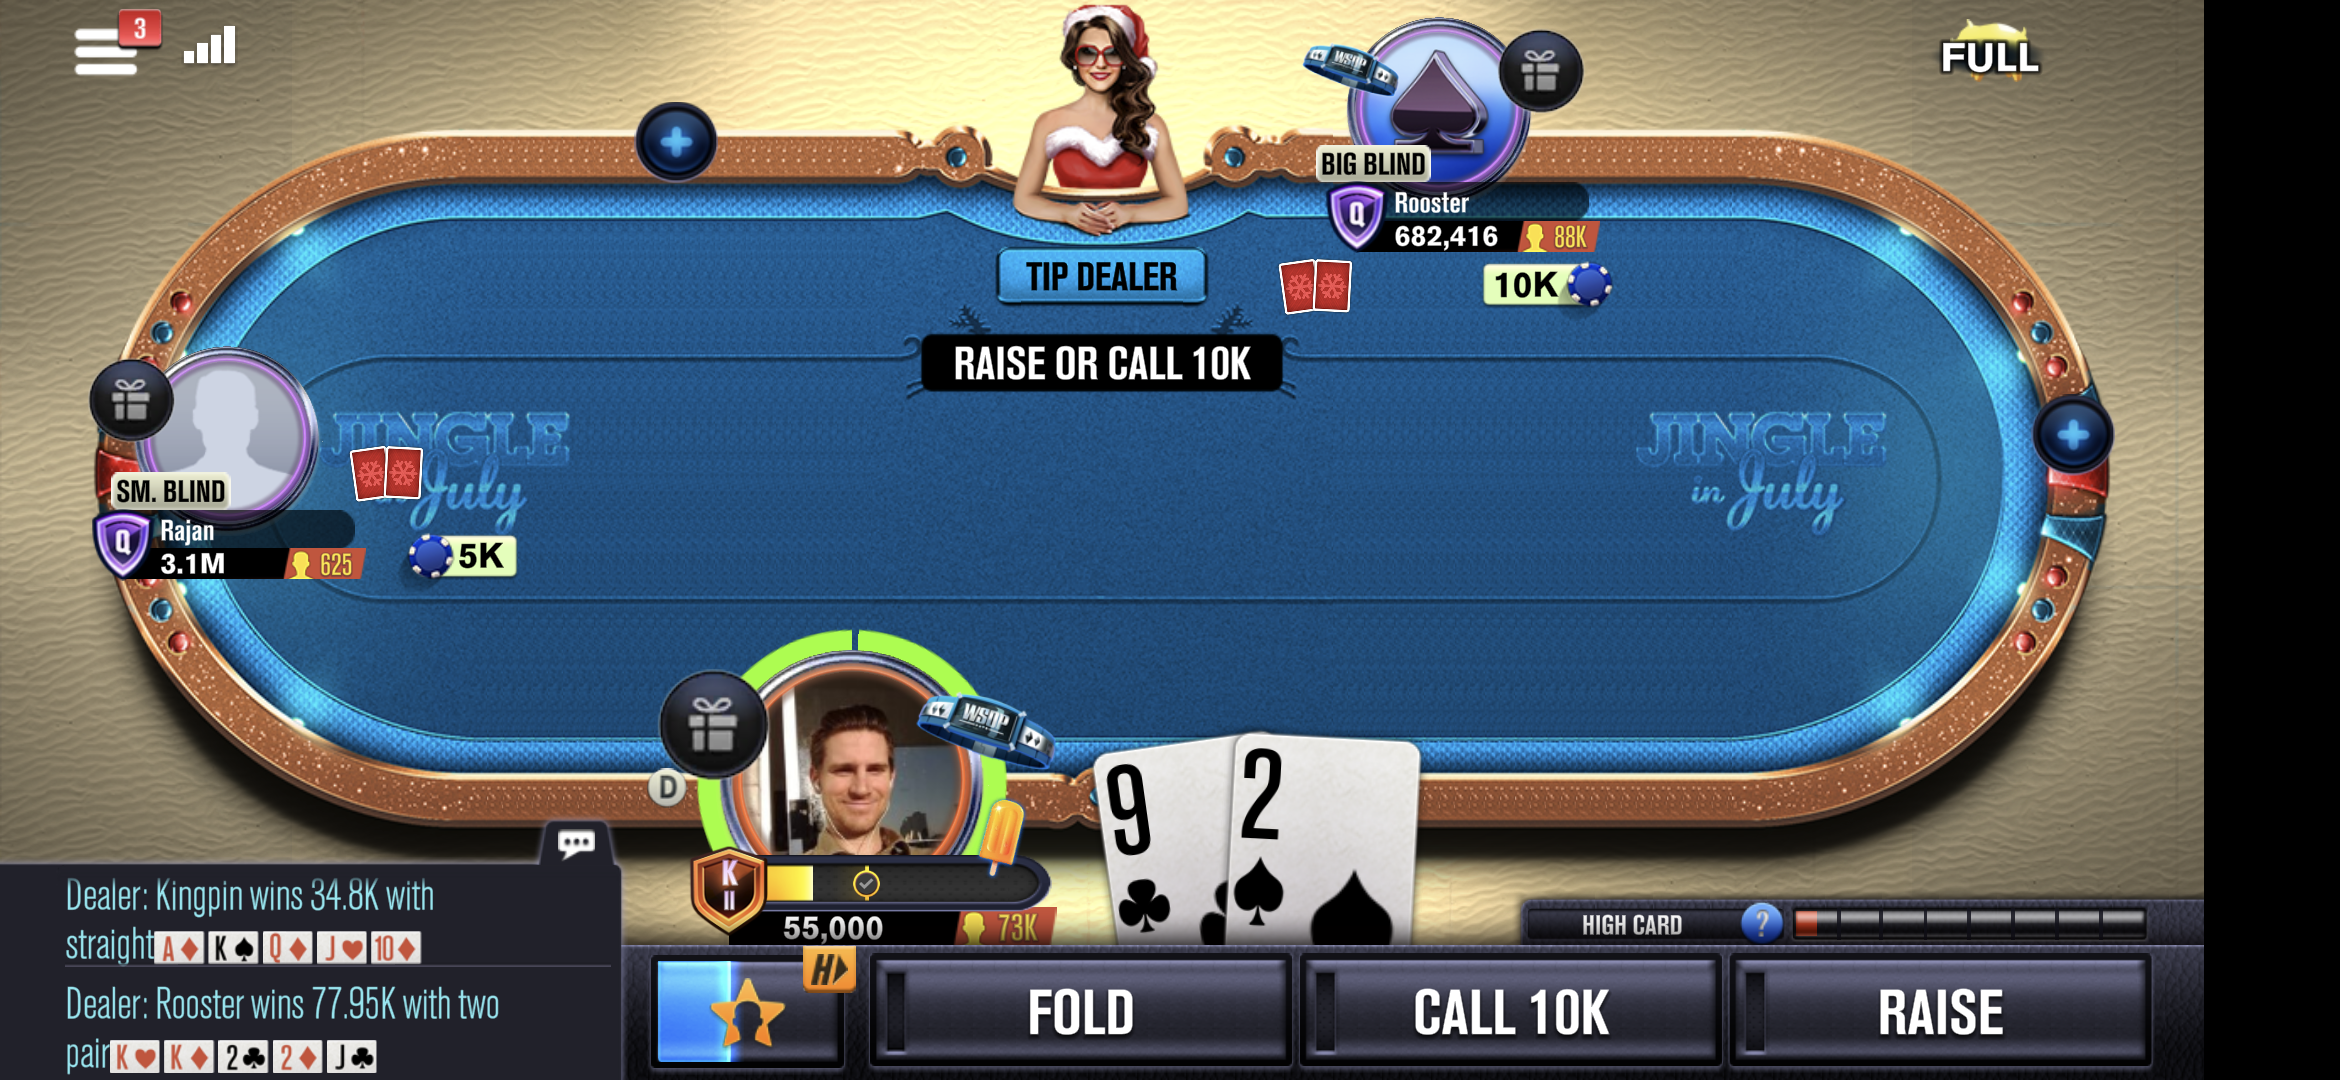 3
FULL
WSOP
BIG BLIND
Q
Rooster
682,416
88K
TIP DEALER
10K
RAISE OR CALL 10K
JINGLE
in July
JINGLE
in July
SM. BLIND
Q
Rajan
3.1M
625
5K
WSOP
D
9
2
K
II
55,000
73K
HIGH CARD
?
Dealer: Kingpin wins 34.8K with
straight A♦ K♠ Q♦ J♥ 10♦
Dealer: Rooster wins 77.95K with two
pair K♥ K♦ 2♣ 2♦ J♣
H
FOLD
CALL 10K
RAISE